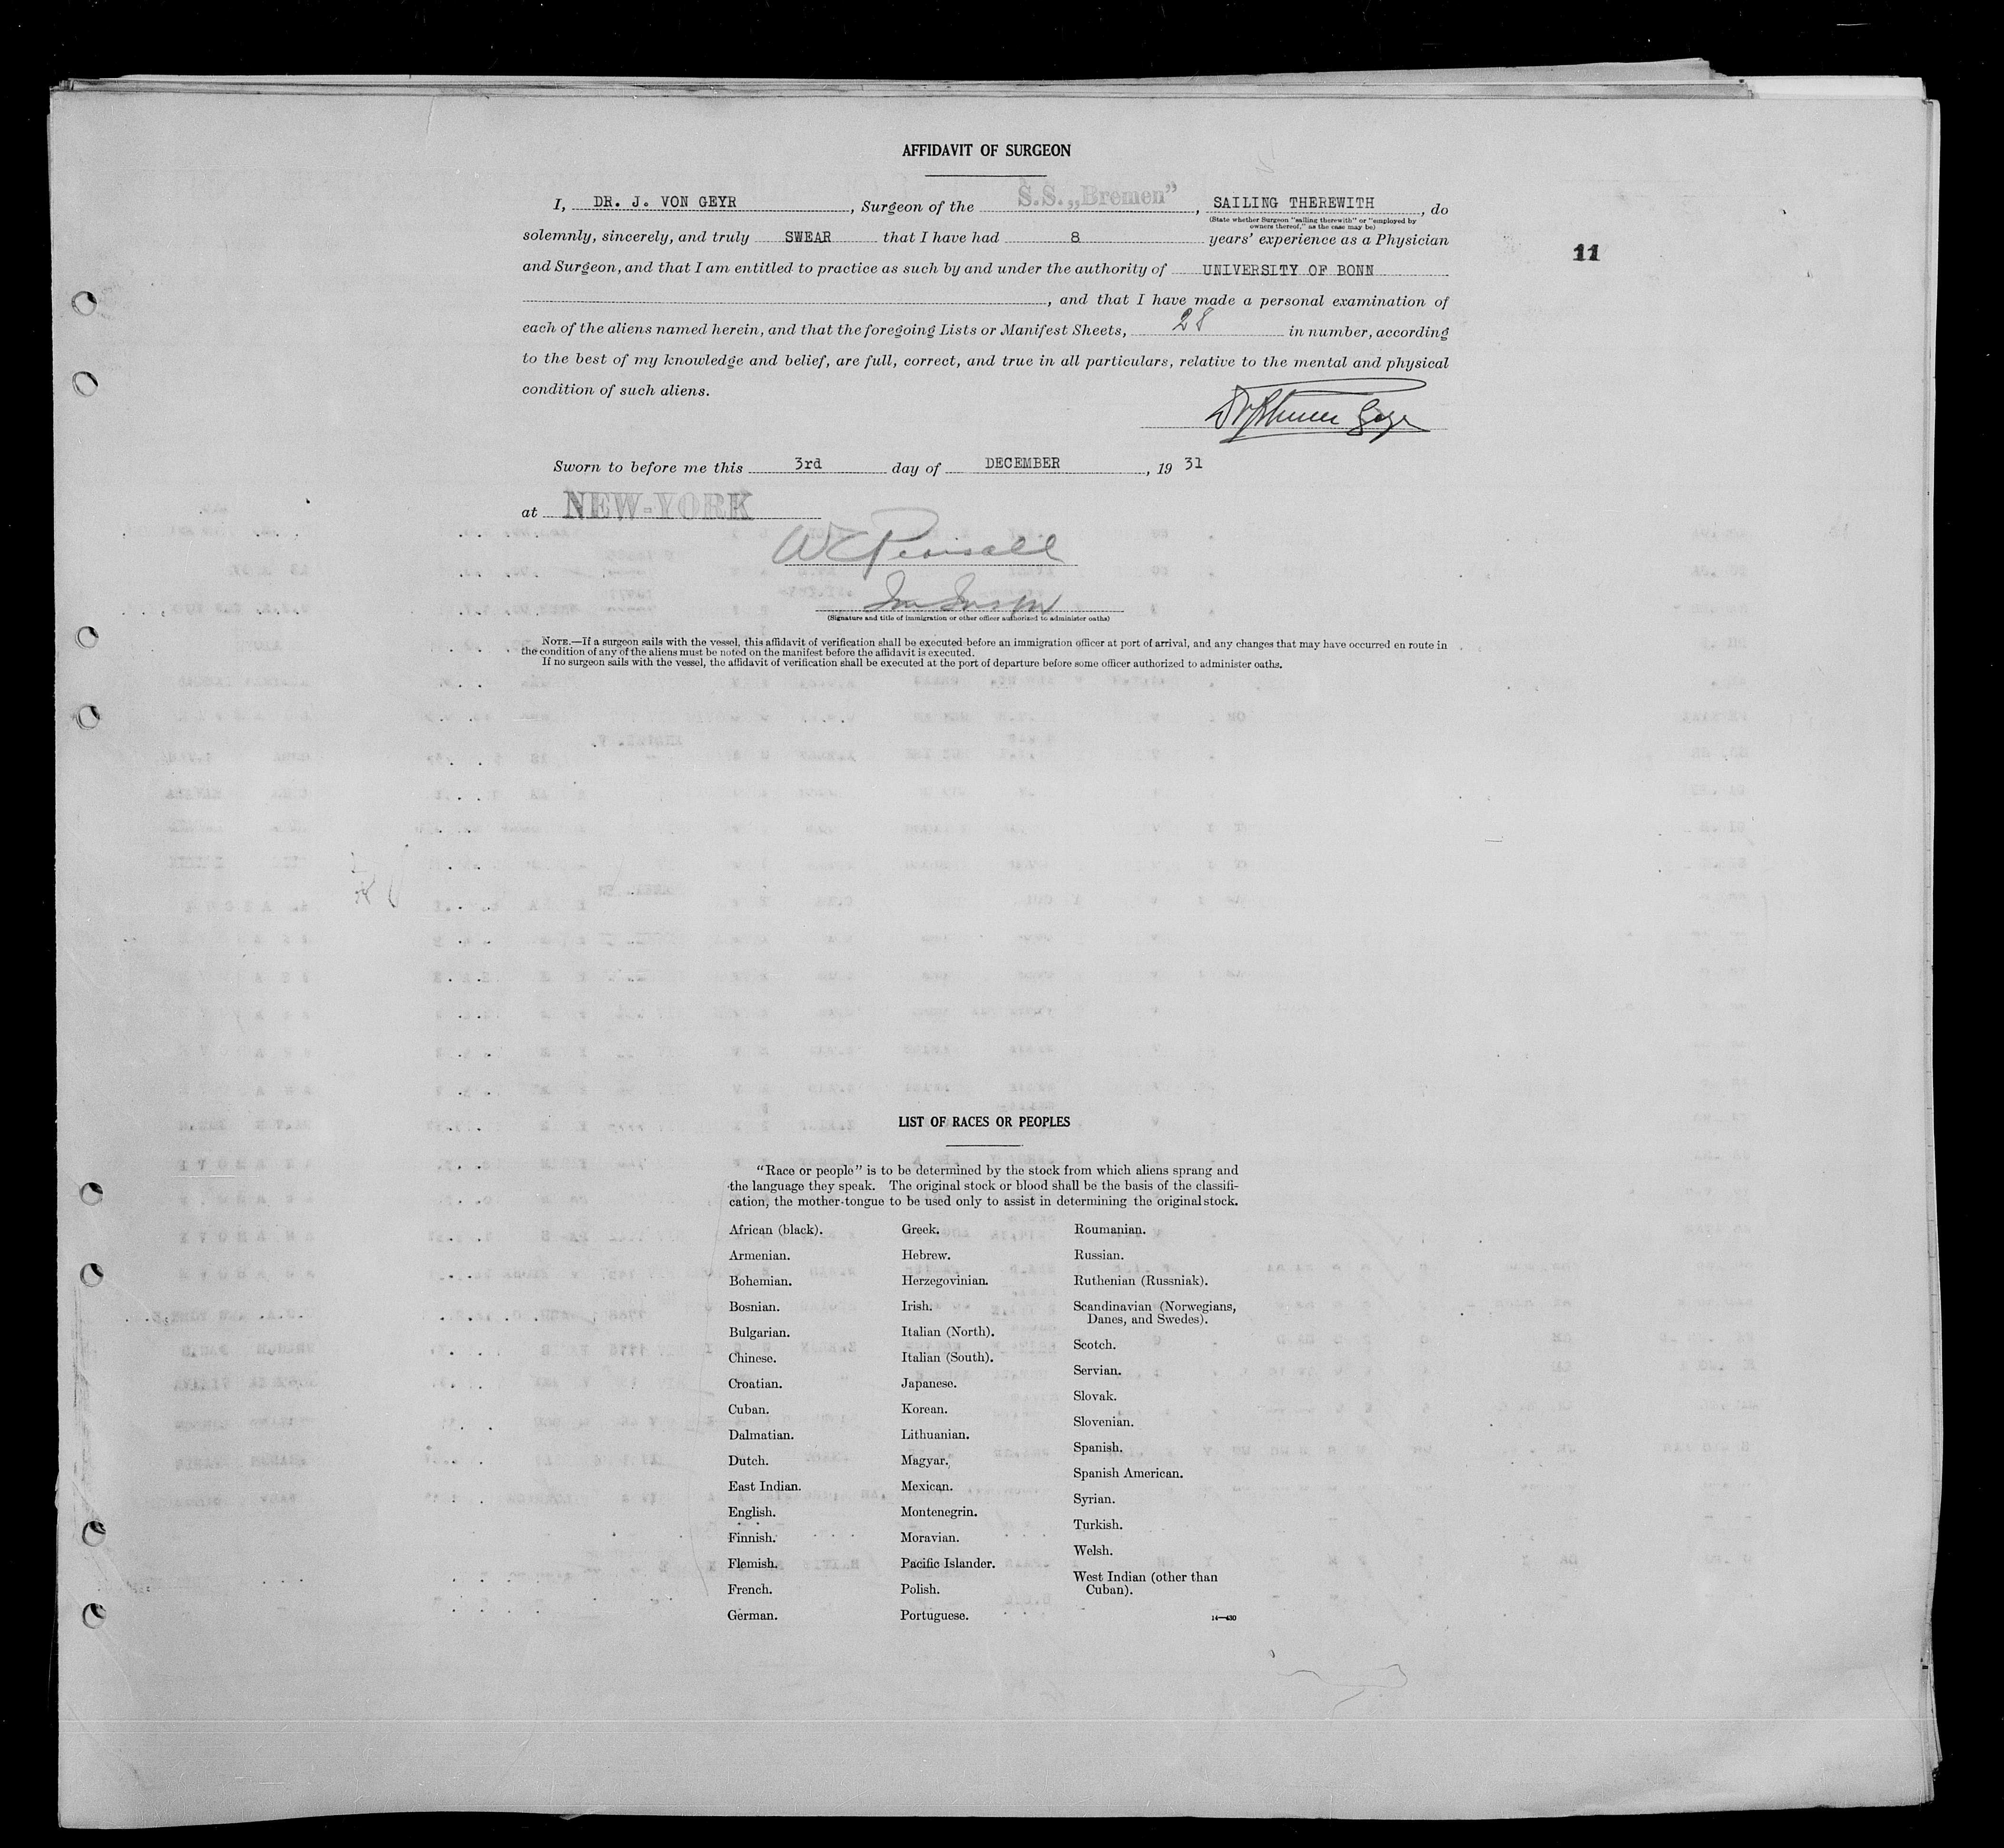 AFFIDAVIT OF SURGEON
I, DR. J. VON GEYR, Surgeon of the S.S. „Bremen”, SAILING THEREWITH, do
(State whether Surgeon "sailing therewith" or "employed by
owners thereof," as the case may be)
solemnly, sincerely, and truly SWEAR that I have had 8 years' experience as a Physician
11
and Surgeon, and that I am entitled to practice as such by and under the authority of UNIVERSITY OF BONN
, and that I have made a personal examination of
each of the aliens named herein, and that the foregoing Lists or Manifest Sheets, 28 in number, according
to the best of my knowledge and belief, are full, correct, and true in all particulars, relative to the mental and physical
condition of such aliens.
Sworn to before me this 3rd day of DECEMBER, 19 31
at NEW-YORK
(Signature and title of immigration or other officer authorized to administer oaths)
NOTE.—If a surgeon sails with the vessel, this affidavit of verification shall be executed before an immigration officer at port of arrival, and any changes that may have occurred en route in
the condition of any of the aliens must be noted on the manifest before the affidavit is executed.
If no surgeon sails with the vessel, the affidavit of verification shall be executed at the port of departure before some officer authorized to administer oaths.
LIST OF RACES OR PEOPLES
"Race or people" is to be determined by the stock from which aliens sprang and
the language they speak. The original stock or blood shall be the basis of the classifi-
cation, the mother-tongue to be used only to assist in determining the original stock.
African (black).
Armenian.
Bohemian.
Bosnian.
Bulgarian.
Chinese.
Croatian.
Cuban.
Dalmatian.
Dutch.
East Indian.
English.
Finnish.
Flemish.
French.
German.
Greek.
Hebrew.
Herzegovinian.
Irish.
Italian (North).
Italian (South).
Japanese.
Korean.
Lithuanian.
Magyar.
Mexican.
Montenegrin.
Moravian.
Pacific Islander.
Polish.
Portuguese.
Roumanian.
Russian.
Ruthenian (Russniak).
Scandinavian (Norwegians,
Danes, and Swedes).
Scotch.
Servian.
Slovak.
Slovenian.
Spanish.
Spanish American.
Syrian.
Turkish.
Welsh.
West Indian (other than
Cuban).
14—430